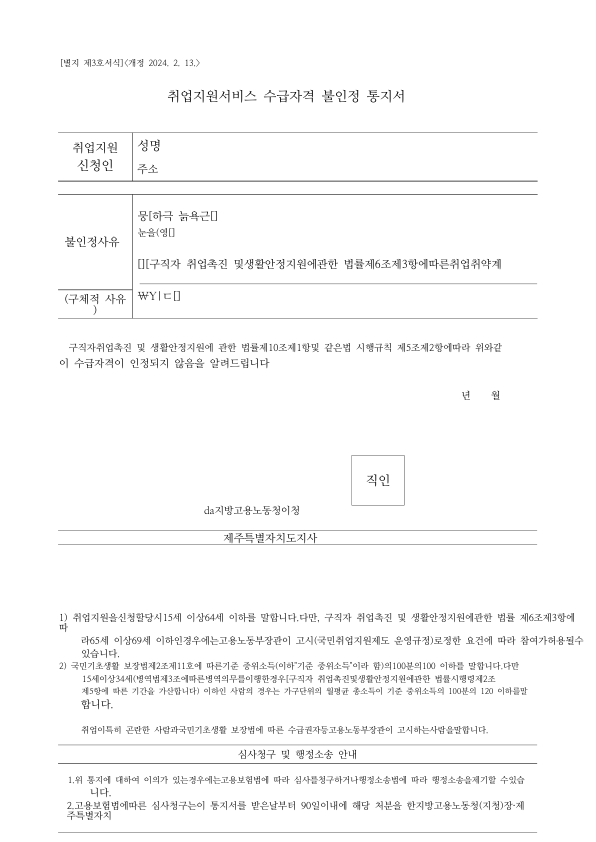 [별지 제3호서식]<개정 2024. 2. 13.>
취업지원서비스 수급자격 불인정 통지서
취업지원
신청인
성명
주소
불인정사유
뭉[하극 늙욕근[]
눈을(영[]
[][구직자 취업촉진 및생활안정지원에관한 법률제6조제3항에따른취업취약계
(구체적 사유
)
₩Y|ㄷ[]
구직자취업촉진 및 생활안정지원에 관한 법률제10조제1항및 같은법 시행규칙 제5조제2항에따라 위와같
이 수급자격이 인정되지 않음을 알려드립니다
년 월
직인
da지방고용노동청이청
제주특별자치도지사
1) 취업지원을신청할당시15세 이상64세 이하를 말합니다.다만, 구직자 취업촉진 및 생활안정지원에관한 법률 제6조제3항에
따
라65세 이상69세 이하인경우에는고용노동부장관이 고시(국민취업지원제도 운영규정)로정한 요건에 따라 참여가허용될수
있습니다.
2) 국민기초생활 보장법제2조제11호에 따른기준 중위소득(이하"기준 중위소득"이라 함)의100분의100 이하를 말합니다.다만
15세이상34세(병역법제3조에따른병역의무를이행한경우[구직자 취업촉진및생활안정지원에관한 법률시행령제2조
제5항에 따른 기간을 가산합니다) 이하인 사람의 경우는 가구단위의 월평균 총소득이 기준 중위소득의 100분의 120 이하를말
합니다.
취업이특히 곤란한 사람과국민기초생활 보장법에 따른 수급권자등고용노동부장관이 고시하는사람을말합니다.
심사청구 및 행정소송 안내
1.위 통지에 대하여 이의가 있는경우에는고용보험법에 따라 심사를청구하거나행정소송법에 따라 행정소송을제기할 수있습
니다.
2.고용보험법에따른 심사청구는이 통지서를 받은날부터 90일이내에 해당 처분을 한지방고용노동청(지청)장·제
주특별자치